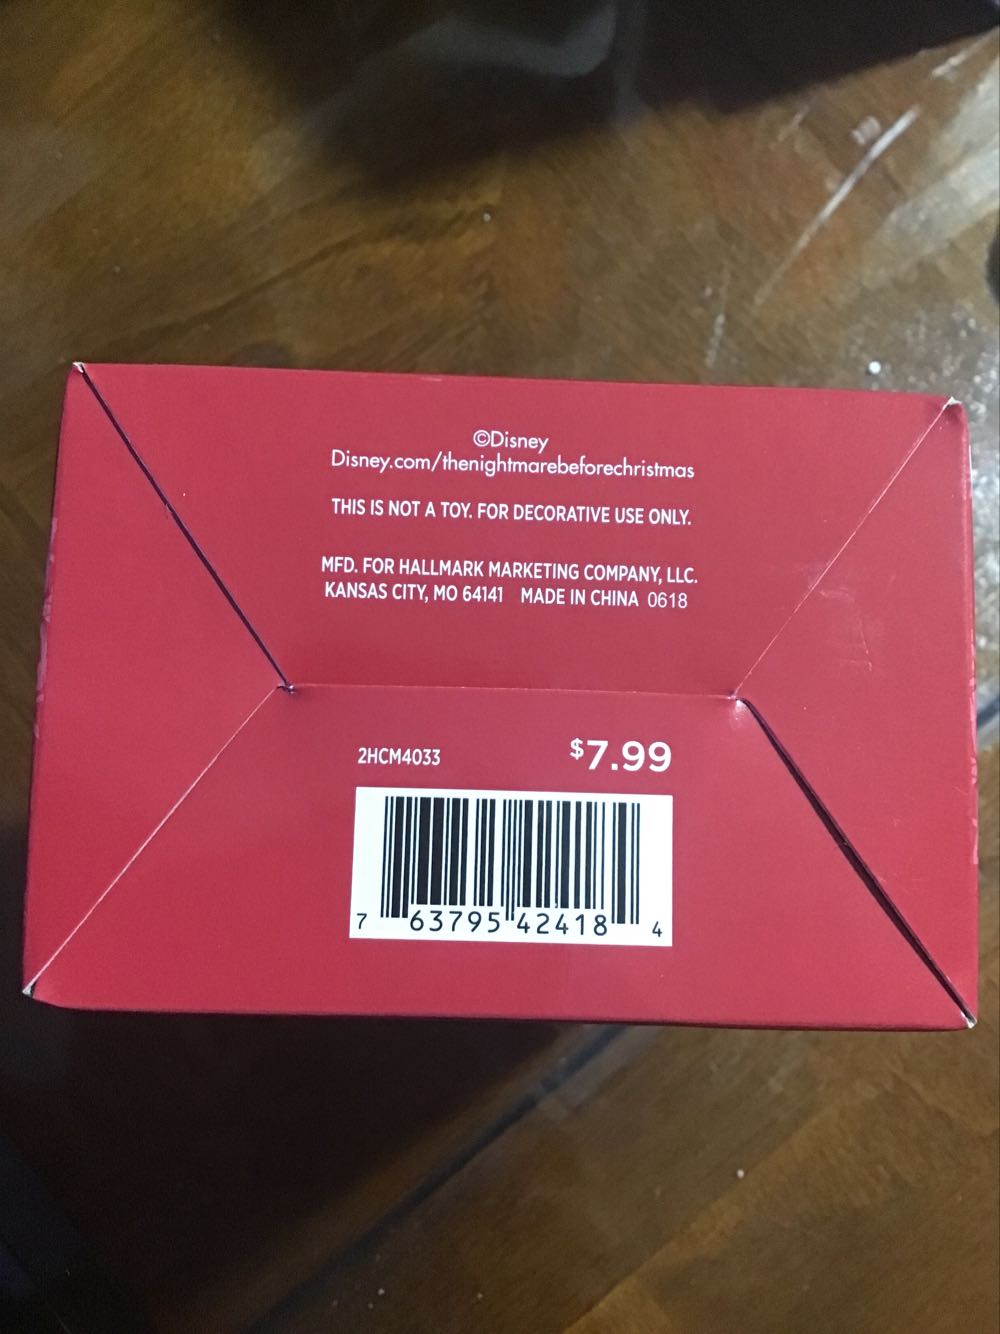 ©Disney
Disney.com/thenightmarebeforechristmas
THIS IS NOT A TOY. FOR DECORATIVE USE ONLY.
MFD. FOR HALLMARK MARKETING COMPANY, LLC.
KANSAS CITY, MO 64141 MADE IN CHINA 0618
2HCM4033 $7.99
7 63795 42418 4